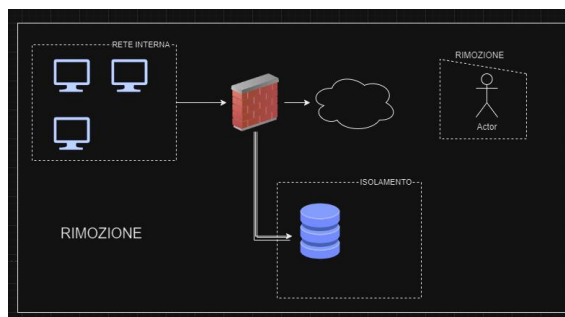 RETE INTERNA
RIMOZIONE
Actor
ISOLAMENTO
RIMOZIONE